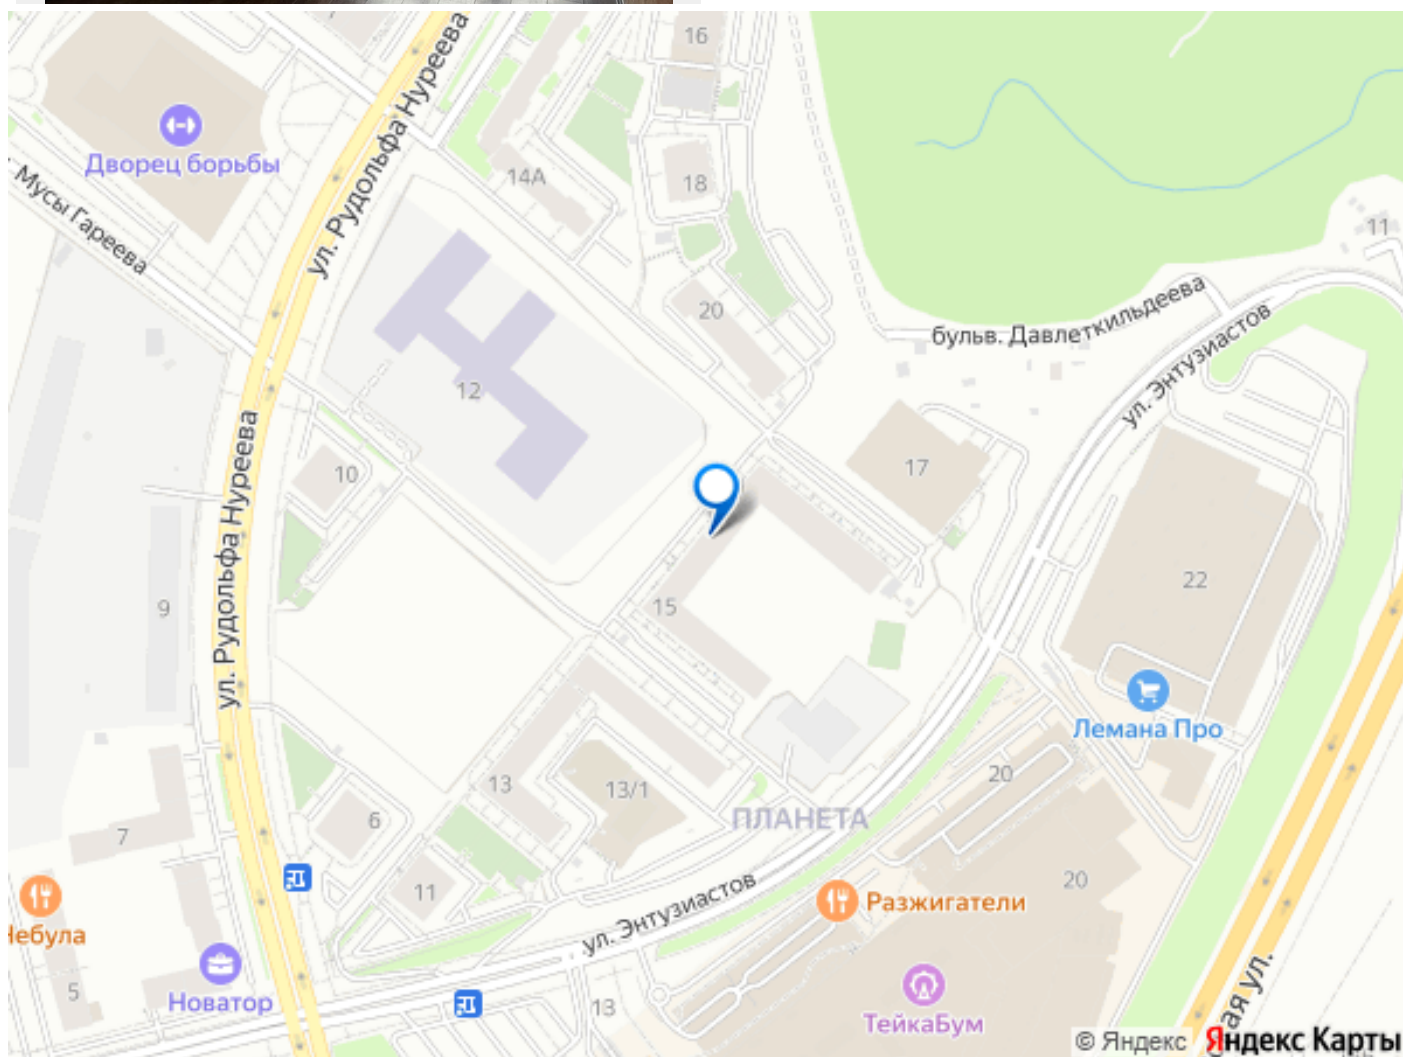 16
ул. Рудольфа Нуреева
Дворец борьбы
14А
18
Мусы Гареева
11
20
бульв. Давлеткильдеева
ул. Энтузиастов
12
10
17
ул. Рудольфа Нуреева
22
9
15
Лемана Про
13
13/1
20
ПЛАНЕТА
6
7
11
20
Разжигатели
ул. Энтузиастов
Небула
5
Новатор
13
ТейкаБум
ая ул.
© Яндекс Яндекс Карты